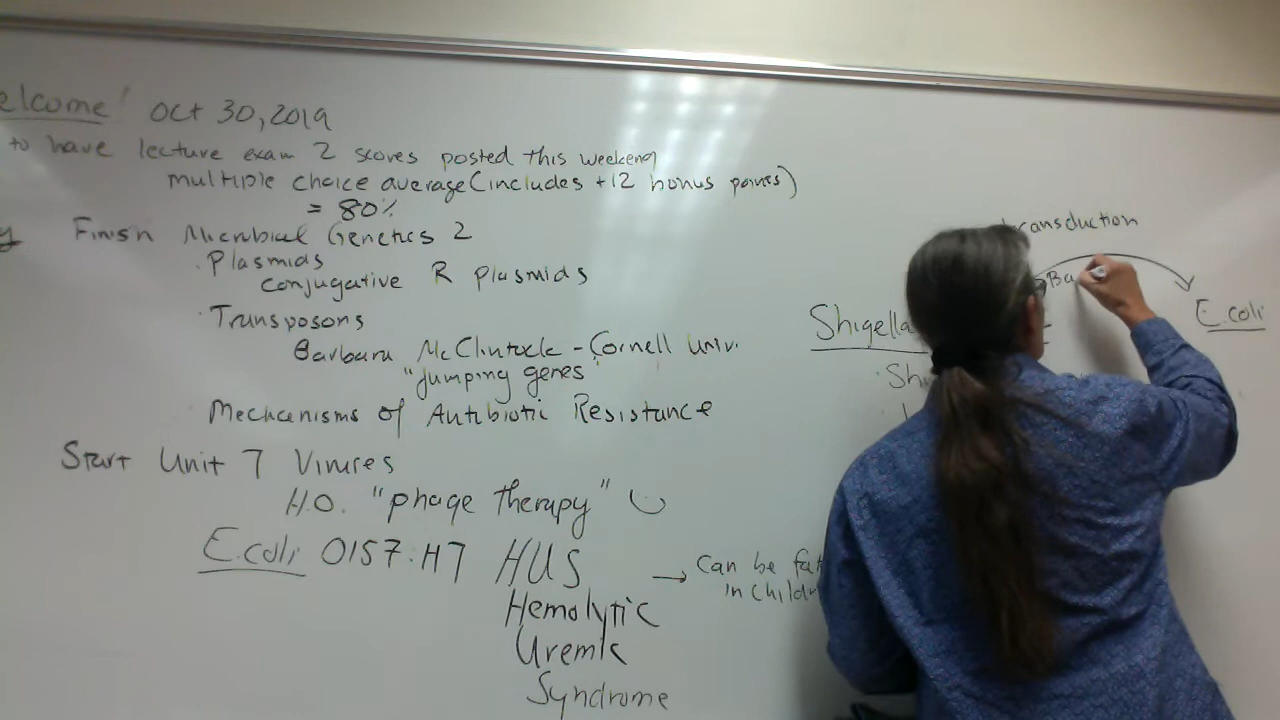 elcome! Oct 30, 2019
to have lecture exam 2 scores posted this weekend
multiple choice average (includes +12 bonus points)
= 80%
y Finish Microbial Genetics 2
· Plasmids
conjugative R plasmids
· Transposons
Barbara McClintock - Cornell Univ.
"jumping genes"
Mechanisms of Antibiotic Resistance
Start Unit 7 Viruses
H.O. "phage therapy"
E.coli O157:H7 HUS → can be fat
in childr
Hemolytic
Uremic
Syndrome
transduction
Ba
Shigella E.coli
· Shi